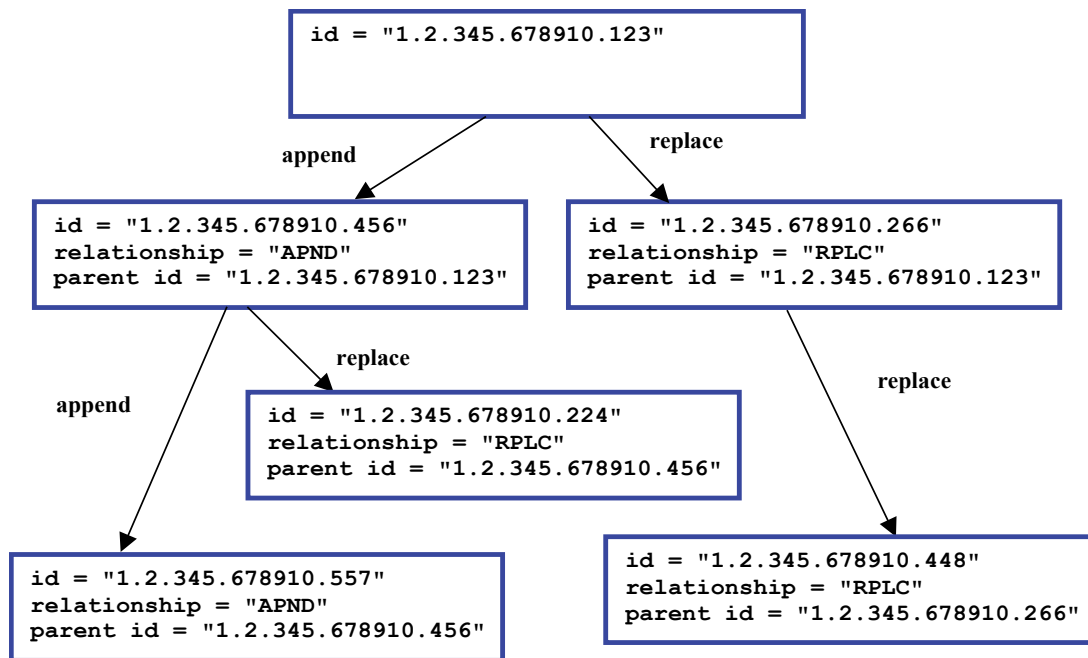 id = "1.2.345.678910.123"
append
replace
id = "1.2.345.678910.456"
relationship = "APND"
parent id = "1.2.345.678910.123"
id = "1.2.345.678910.266"
relationship = "RPLC"
parent id = "1.2.345.678910.123"
append
replace
replace
id = "1.2.345.678910.224"
relationship = "RPLC"
parent id = "1.2.345.678910.456"
id = "1.2.345.678910.557"
relationship = "APND"
parent id = "1.2.345.678910.456"
id = "1.2.345.678910.448"
relationship = "RPLC"
parent id = "1.2.345.678910.266"